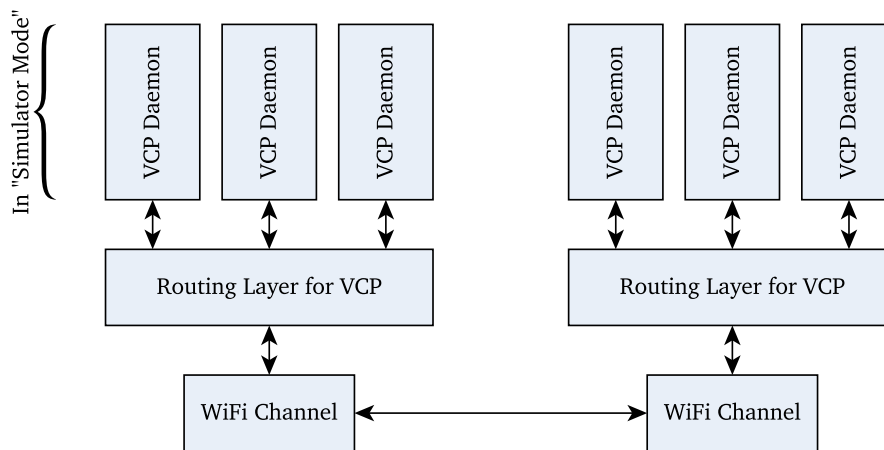 In "Simulator Mode"
VCP Daemon
VCP Daemon
VCP Daemon
VCP Daemon
VCP Daemon
VCP Daemon
Routing Layer for VCP
Routing Layer for VCP
WiFi Channel
WiFi Channel